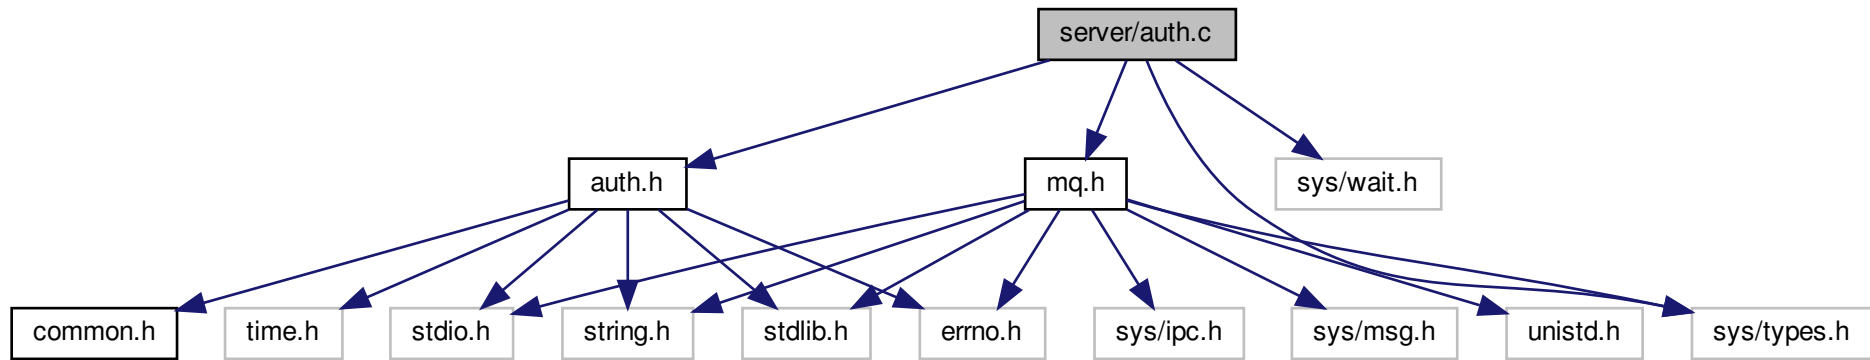 server/auth.c
auth.h
mq.h
sys/wait.h
common.h
time.h
stdio.h
string.h
stdlib.h
errno.h
sys/ipc.h
sys/msg.h
unistd.h
sys/types.h